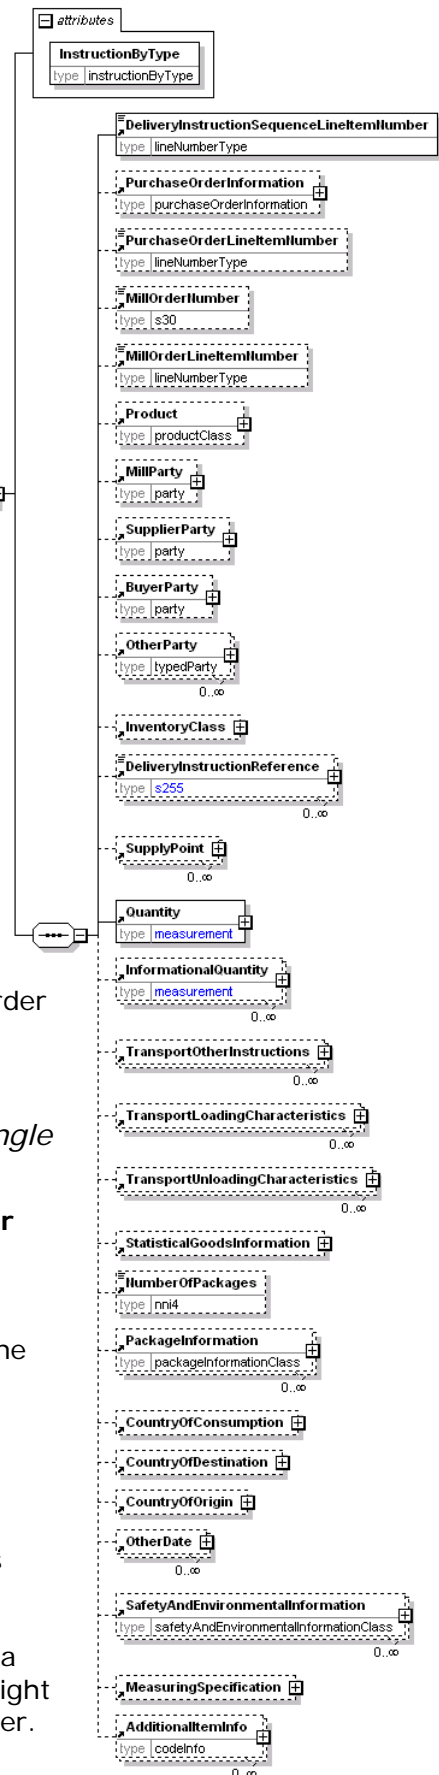 attributes
InstructionByType
type instructionByType
DeliveryInstructionSequenceLineItemNumber
type lineNumberType
PurchaseOrderInformation
type purchaseOrderInformation
PurchaseOrderLineItemNumber
type lineNumberType
MillOrderNumber
type s30
MillOrderLineItemNumber
type lineNumberType
Product
type productClass
MillParty
type party
SupplierParty
type party
BuyerParty
type party
OtherParty
type typedParty
0..∞
InventoryClass
DeliveryInstructionReference
type s255
0..∞
SupplyPoint
0..∞
Quantity
type measurement
InformationalQuantity
type measurement
rder
0..∞
TransportOtherInstructions
0..∞
TransportLoadingCharacteristics
ngle
0..∞
TransportUnloadingCharacteristics
0..∞
r
StatisticalGoodsInformation
NumberOfPackages
type nni4
PackageInformation
ne
type packageInformationClass
0..∞
CountryOfConsumption
CountryOfDestination
CountryOfOrigin
OtherDate
s
0..∞
SafetyAndEnvironmentalInformation
type safetyAndEnvironmentalInformationClass
a
0..∞
ight
MeasuringSpecification
er.
AdditionalItemInfo
type codeInfo
0..∞